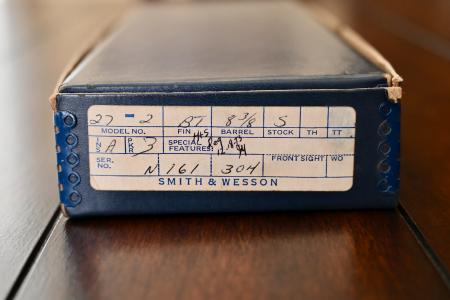 27-2 BT 8 3/8 S
MODEL NO. FIN. BARREL STOCK TH TT
A 3 SPECIAL FEATURES:
SER. NO. N 161 304 FRONT SIGHT WO
SMITH & WESSON